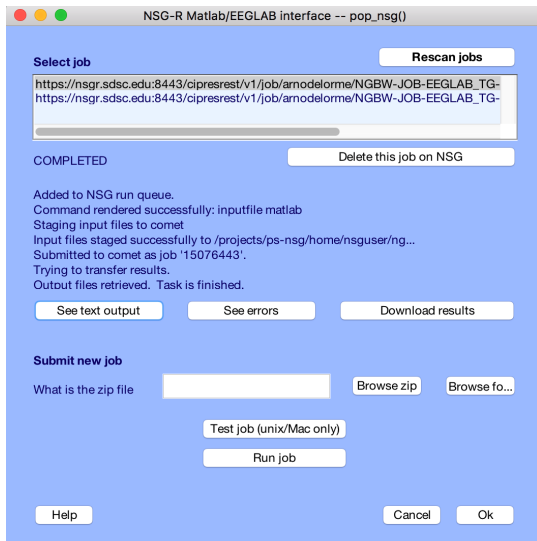 NSG-R Matlab/EEGLAB interface -- pop_nsg()
Select job
Rescan jobs
https://nsgr.sdsc.edu:8443/cipresrest/v1/job/arnodelorme/NGBW-JOB-EEGLAB_TG-
https://nsgr.sdsc.edu:8443/cipresrest/v1/job/arnodelorme/NGBW-JOB-EEGLAB_TG-
COMPLETED
Delete this job on NSG
Added to NSG run queue.
Command rendered successfully: inputfile matlab
Staging input files to comet
Input files staged successfully to /projects/ps-nsg/home/nsguser/ng...
Submitted to comet as job '15076443'.
Trying to transfer results.
Output files retrieved. Task is finished.
See text output
See errors
Download results
Submit new job
What is the zip file
Browse zip
Browse fo...
Test job (unix/Mac only)
Run job
Help
Cancel
Ok